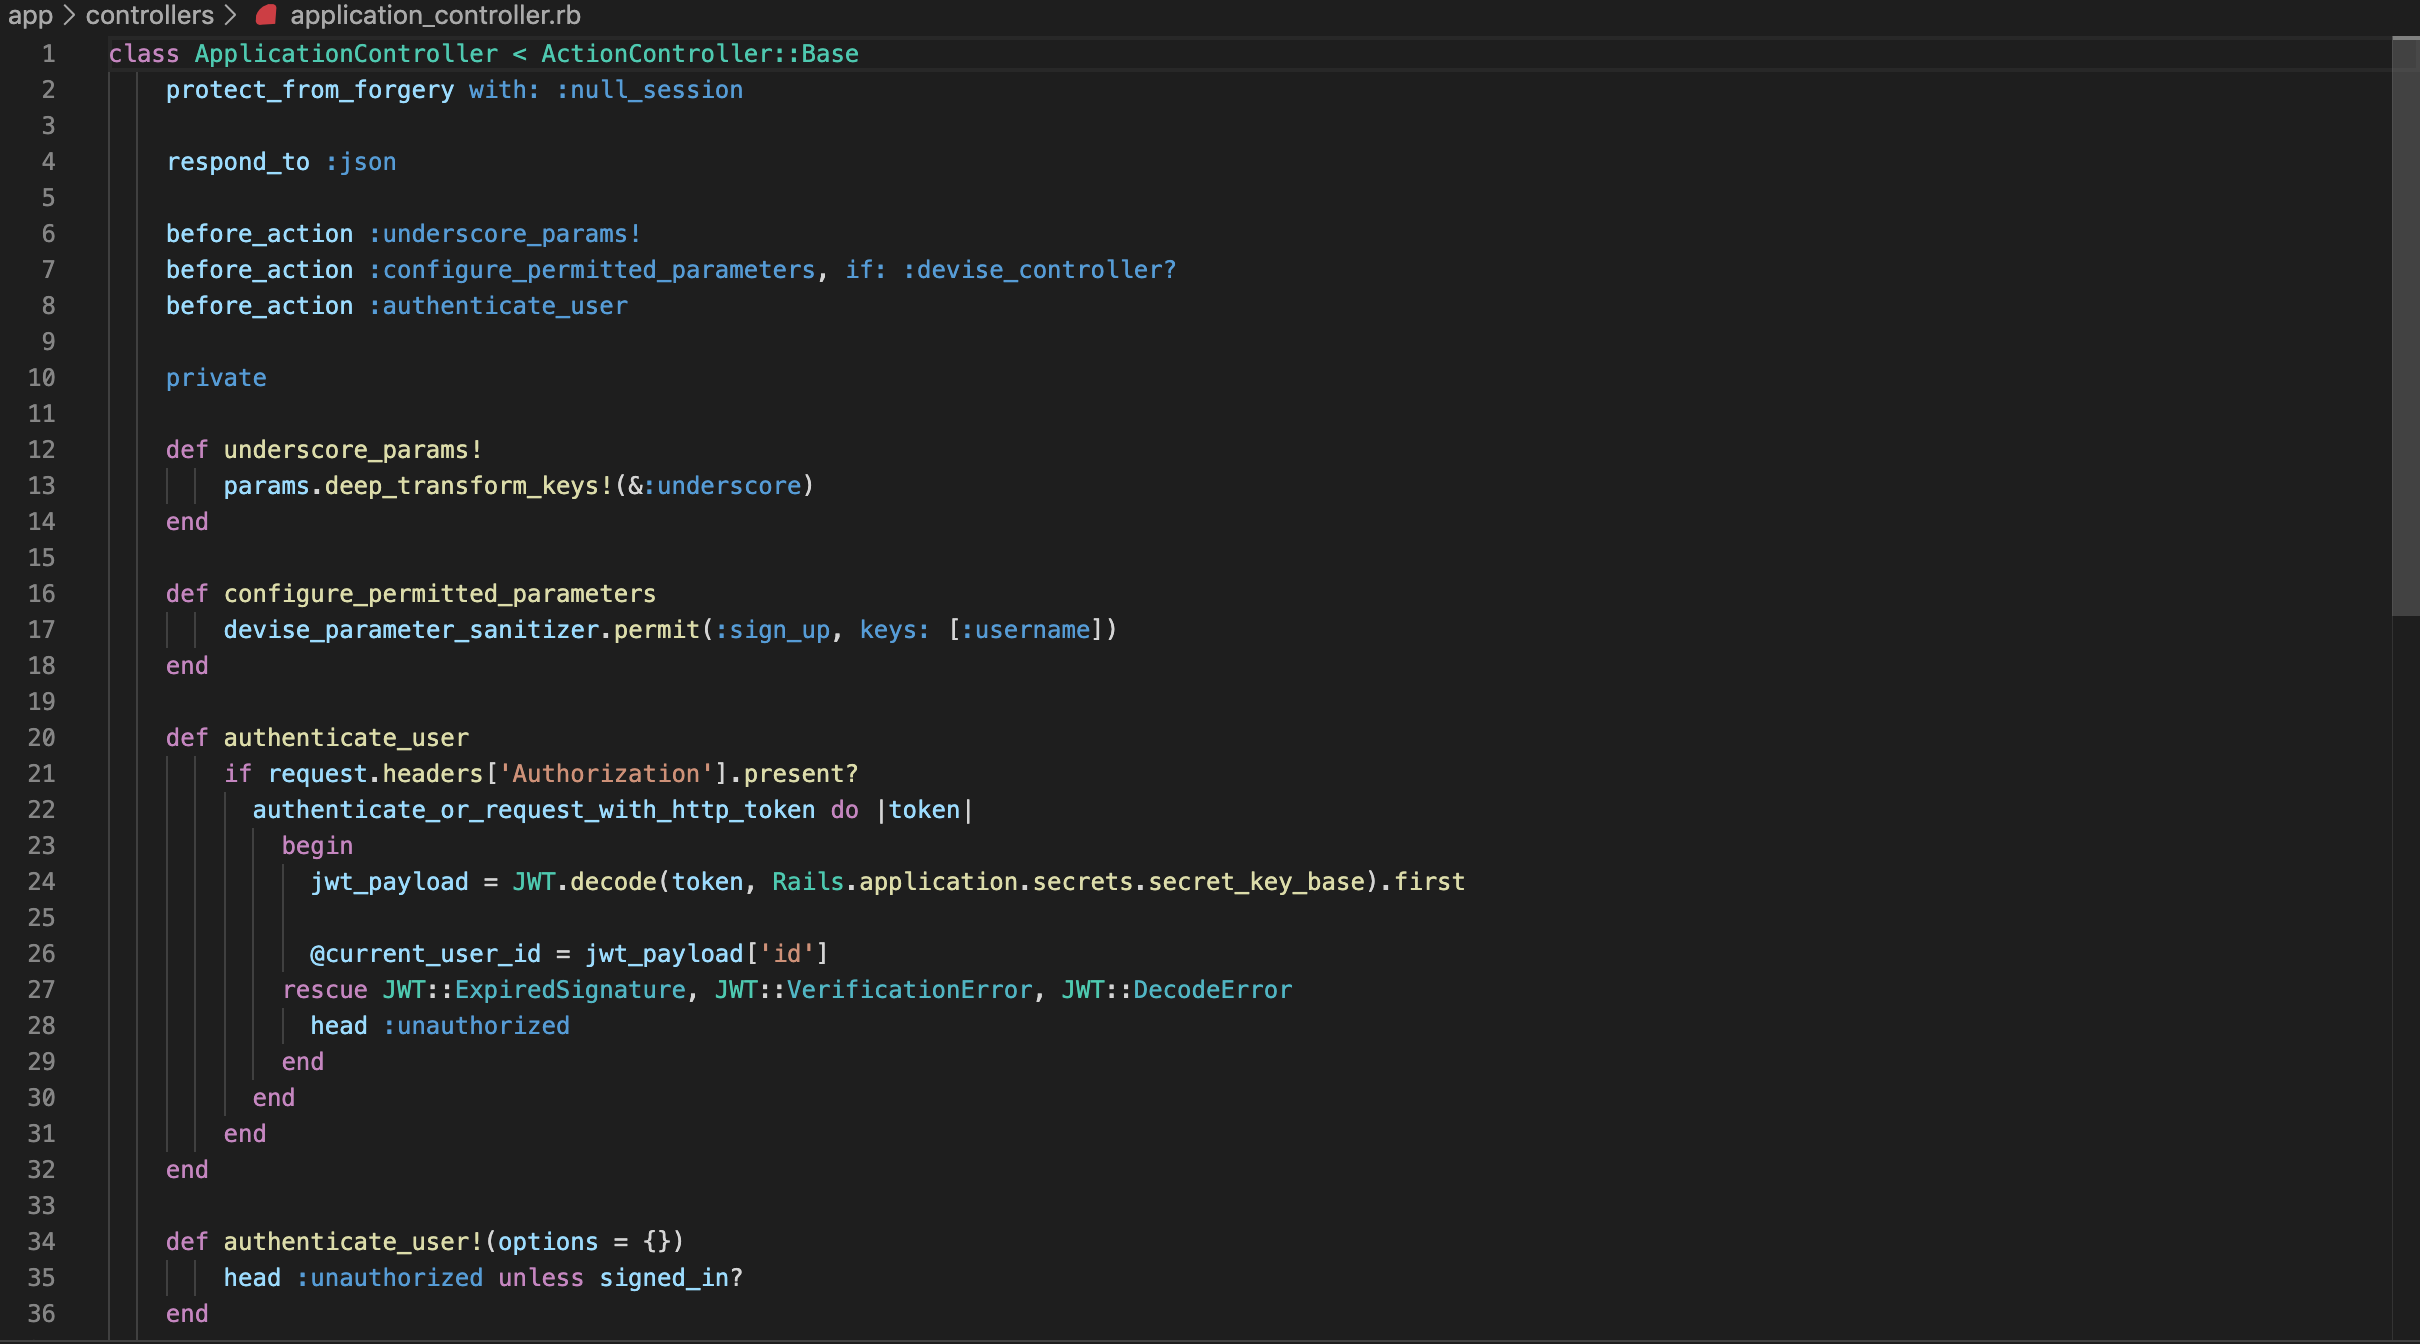 app > controllers > application_controller.rb
1 class ApplicationController < ActionController::Base
2 protect_from_forgery with: :null_session
3
4 respond_to :json
5
6 before_action :underscore_params!
7 before_action :configure_permitted_parameters, if: :devise_controller?
8 before_action :authenticate_user
9
10 private
11
12 def underscore_params!
13 params.deep_transform_keys!(&:underscore)
14 end
15
16 def configure_permitted_parameters
17 devise_parameter_sanitizer.permit(:sign_up, keys: [:username])
18 end
19
20 def authenticate_user
21 if request.headers['Authorization'].present?
22 authenticate_or_request_with_http_token do |token|
23 begin
24 jwt_payload = JWT.decode(token, Rails.application.secrets.secret_key_base).first
25
26 @current_user_id = jwt_payload['id']
27 rescue JWT::ExpiredSignature, JWT::VerificationError, JWT::DecodeError
28 head :unauthorized
29 end
30 end
31 end
32 end
33
34 def authenticate_user!(options = {})
35 head :unauthorized unless signed_in?
36 end